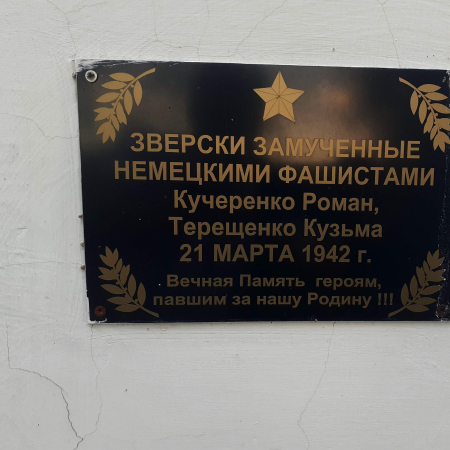 ЗВЕРСКИ ЗАМУЧЕННЫЕ
НЕМЕЦКИМИ ФАШИСТАМИ
Кучеренко Роман,
Терещенко Кузьма
21 МАРТА 1942 г.
Вечная Память героям,
павшим за нашу Родину !!!